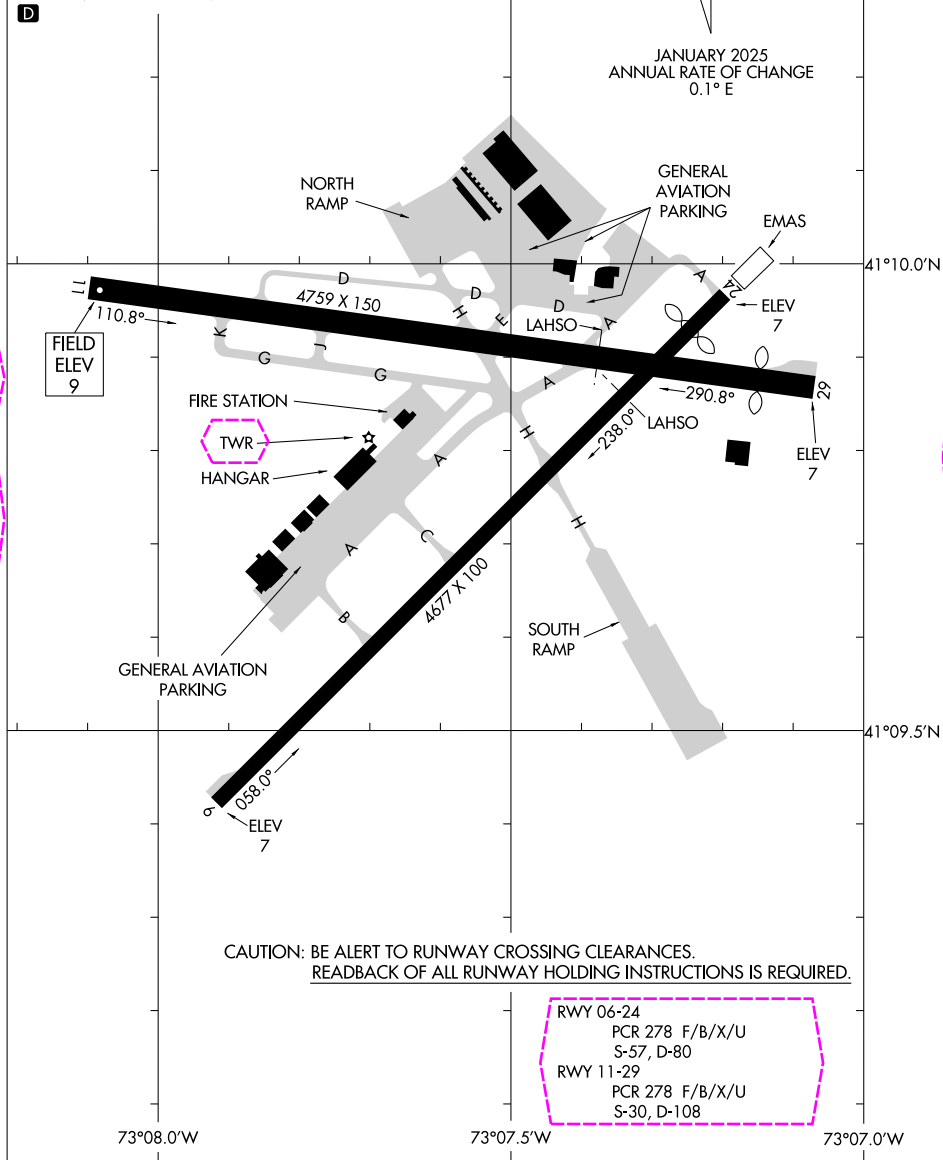 D
JANUARY 2025
ANNUAL RATE OF CHANGE
0.1° E
NORTH
RAMP
GENERAL
AVIATION
PARKING
EMAS
41°10.0'N
11
D
4759 X 150
110.8°
D
H
E
D
LAHSO
A
A
24
ELEV
7
FIELD
ELEV
9
K
J
G
G
A
290.8°
29
FIRE STATION
TWR
HANGAR
H
238.0°
LAHSO
ELEV
7
A
H
C
A
4677 X 100
B
SOUTH
RAMP
GENERAL AVIATION
PARKING
41°09.5'N
058.0°
6
ELEV
7
CAUTION: BE ALERT TO RUNWAY CROSSING CLEARANCES.
READBACK OF ALL RUNWAY HOLDING INSTRUCTIONS IS REQUIRED.
RWY 06-24
PCR 278 F/B/X/U
S-57, D-80
RWY 11-29
PCR 278 F/B/X/U
S-30, D-108
73°08.0'W
73°07.5'W
73°07.0'W